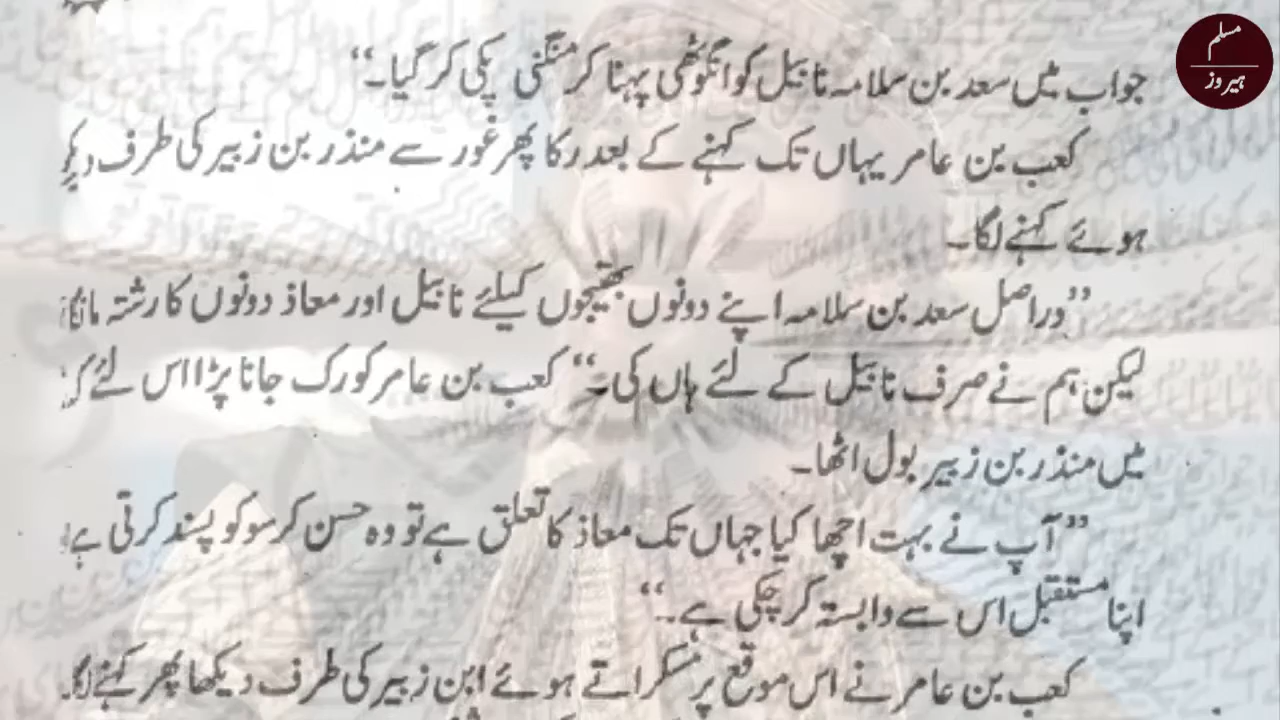 مسلم
ہیروز
جواب میں سعد بن سلامہ نابیل کو انگوٹھی پہنا کر منگنی پکی کر گیا۔‘‘
کعب بن عامر یہاں تک کہنے کے بعد رکا پھر غور سے منذر بن زبیر کی طرف
ہوئے کہنے لگا۔
’’دراصل سعد بن سلامہ اپنے دونوں بھتیجوں کیلئے نابیل اور معاذ دونوں کا رشتہ
لیکن ہم نے صرف نابیل کے لئے ہاں کی۔‘‘ کعب بن عامر کو رک جانا پڑا اس لئے کہ
میں منذر بن زبیر بول اٹھا۔
’’آپ نے بہت اچھا کیا جہاں تک معاذ کا تعلق ہے تو وہ حسن کرسو کو پسند کرتی ہے
اپنا مستقبل اس سے وابستہ کر چکی ہے۔‘‘
کعب بن عامر نے اس موقع پر مسکراتے ہوئے ابن زبیر کی طرف دیکھا پھر کہنے لگا۔